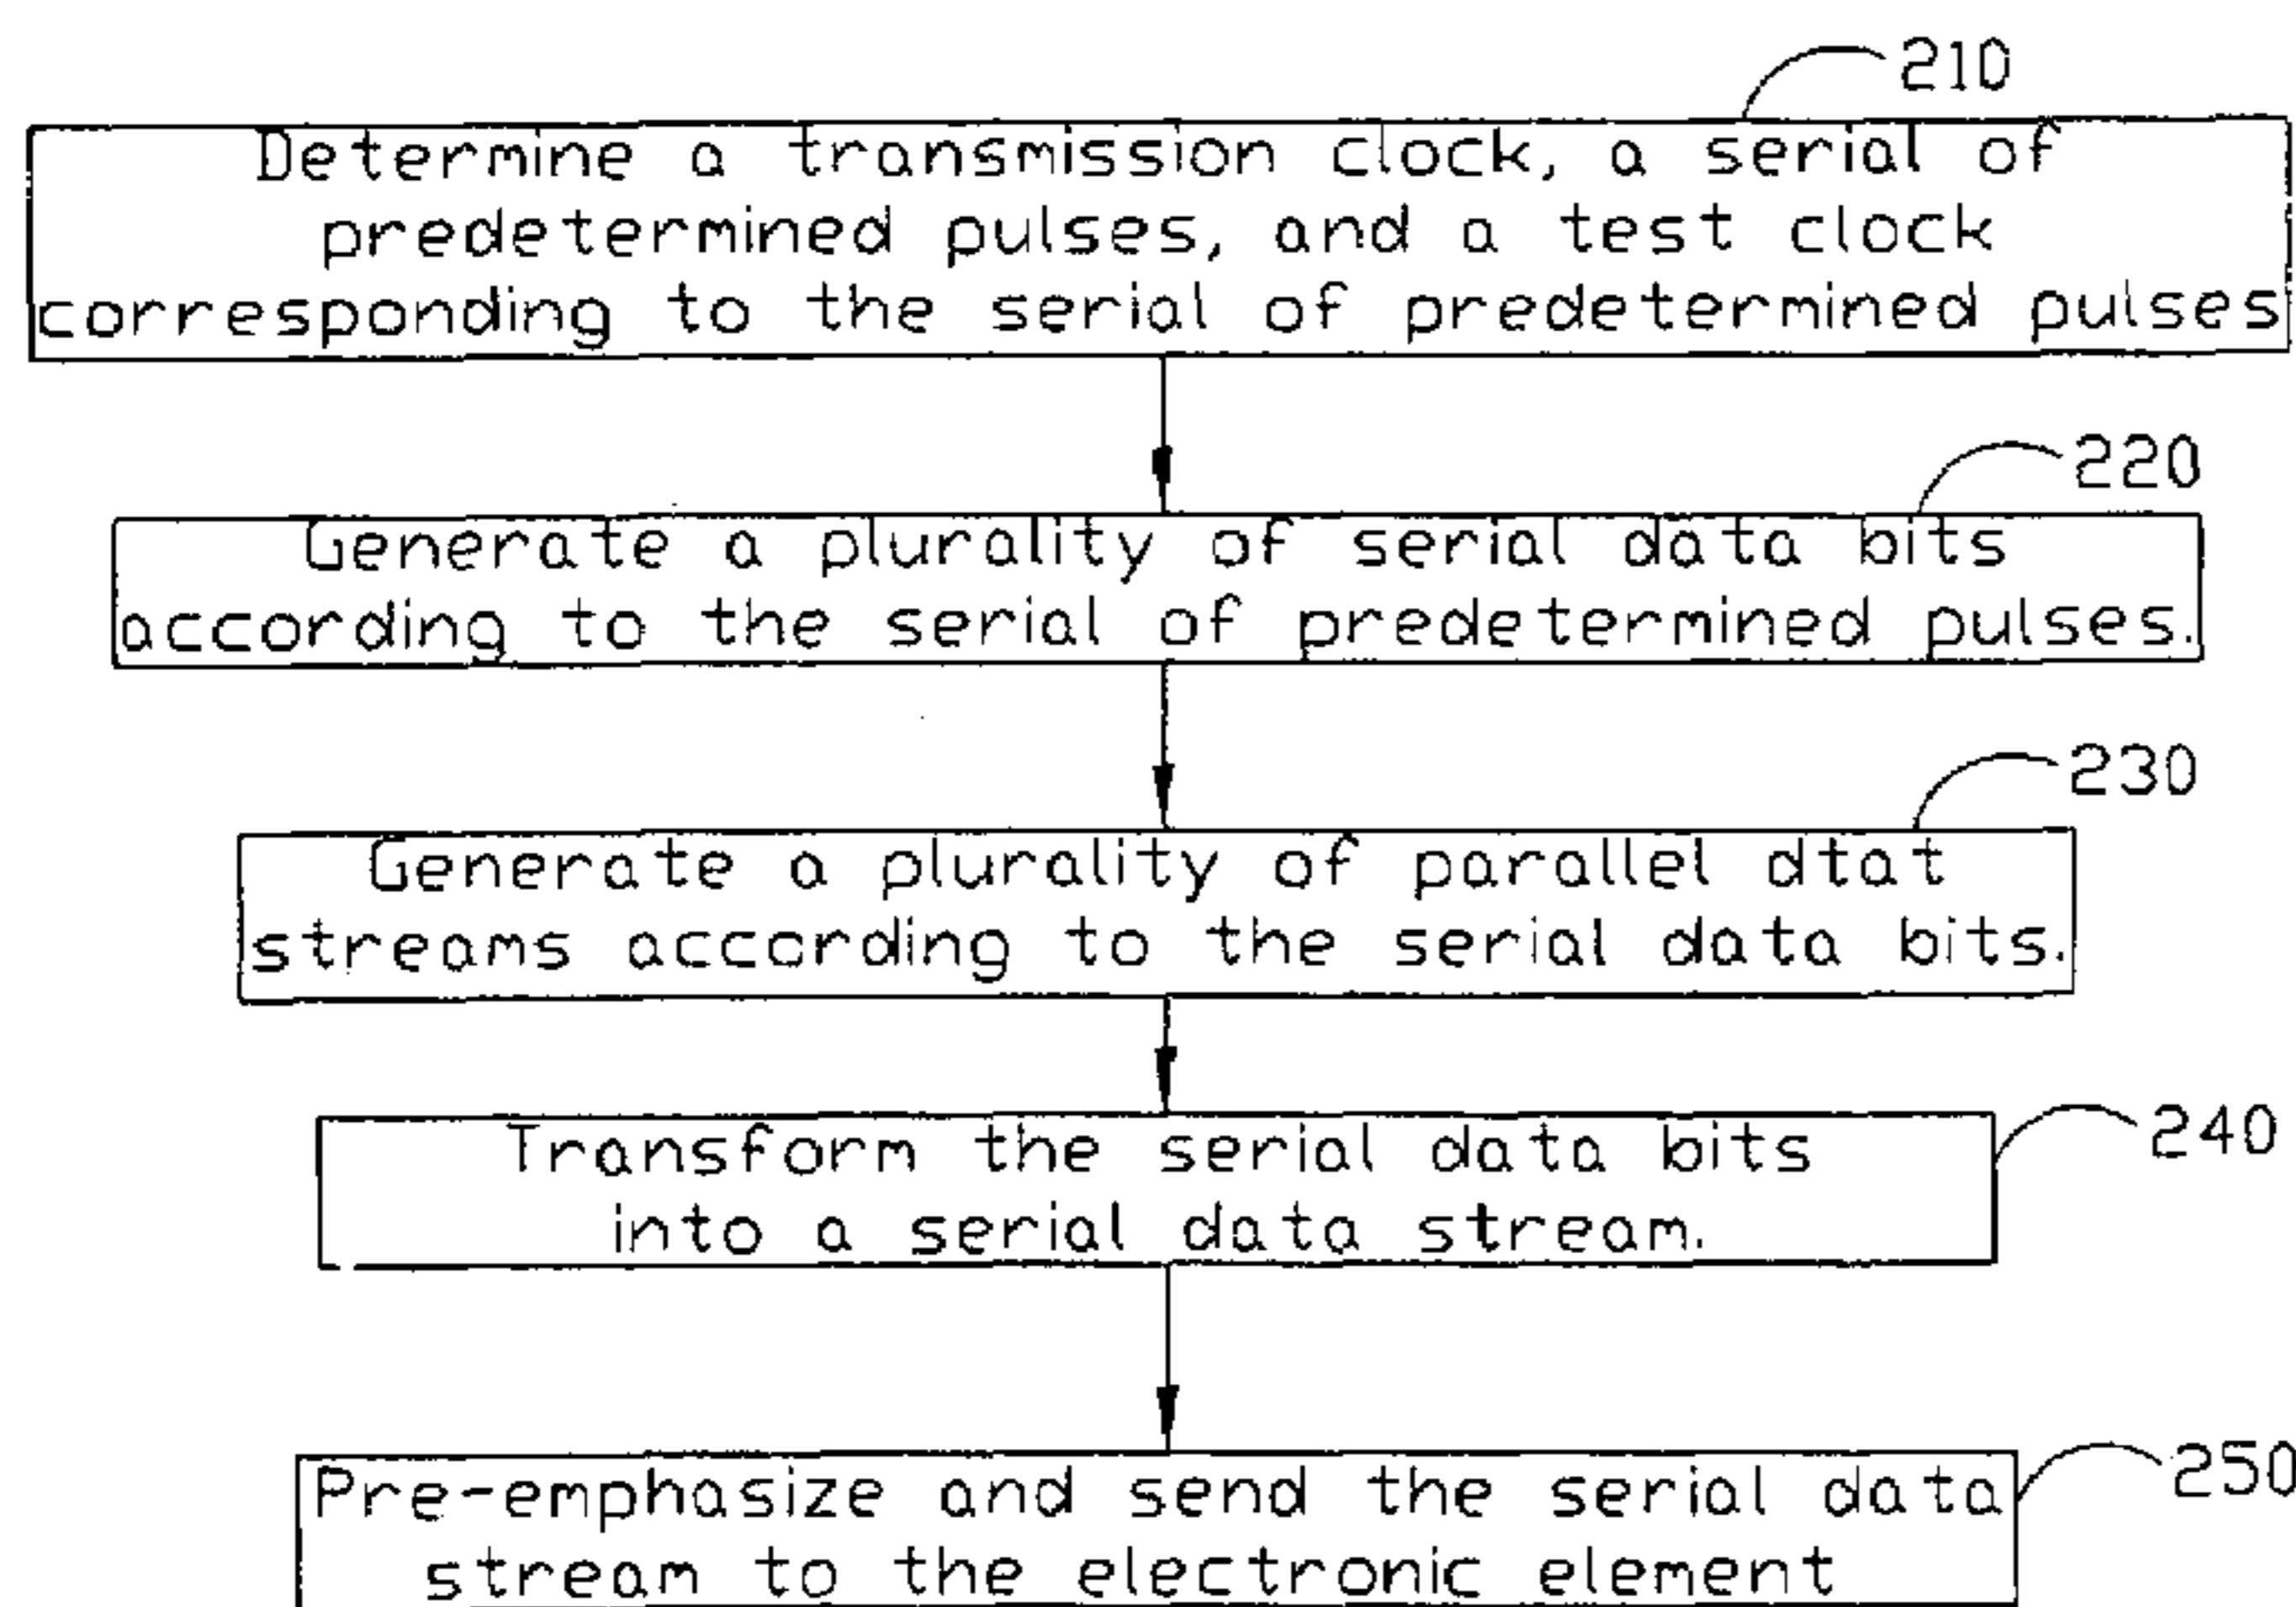 210
Determine a transmission clock, a serial of
predetermined pulses, and a test clock
corresponding to the serial of predetermined pulses
220
Generate a plurality of serial data bits
according to the serial of predetermined pulses.
230
Generate a plurality of parallel dtat
streams according to the serial data bits.
240
Transform the serial data bits
into a serial data stream.
250
Pre-emphasize and send the serial data
stream to the electronic element